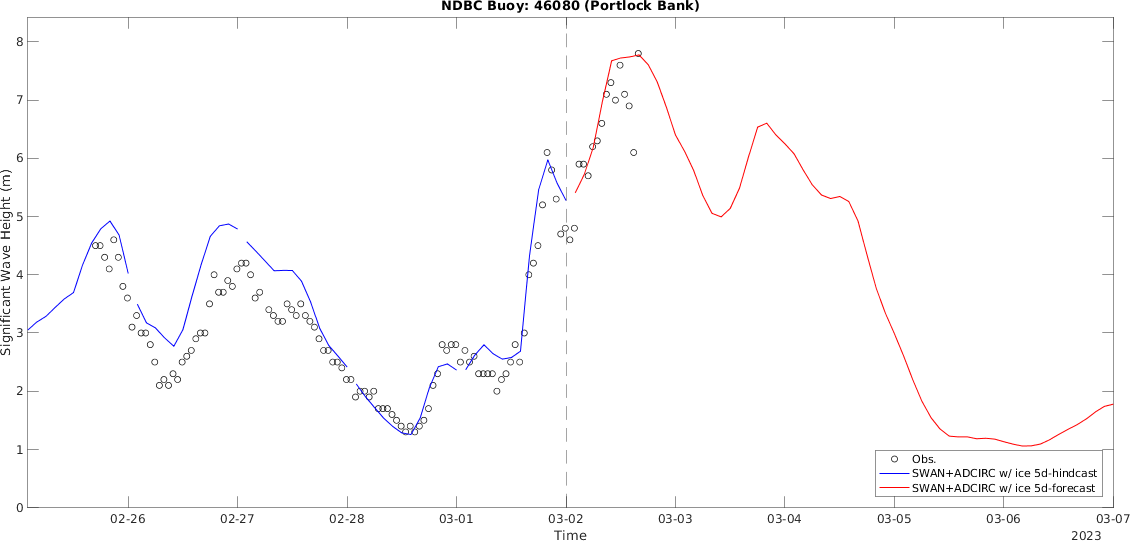 NDBC Buoy: 46080 (Portlock Bank)
8
7
6
5
4
3
2
1
0
Significant Wave Height (m)
Obs.
SWAN+ADCIRC w/ ice 5d-hindcast
SWAN+ADCIRC w/ ice 5d-forecast
02-26 02-27 02-28 03-01 03-02 03-03 03-04 03-05 03-06 03-07
Time
2023